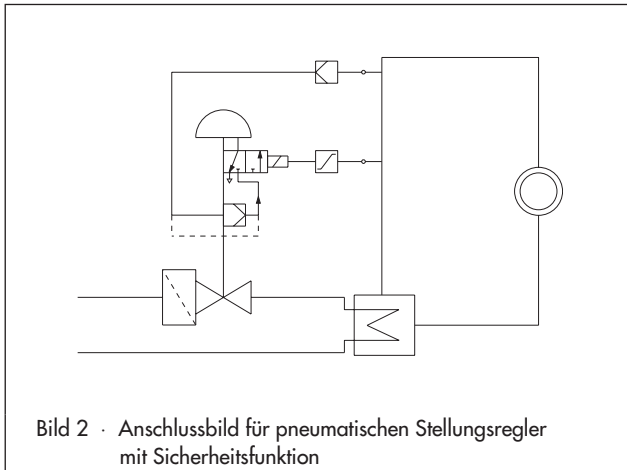 Bild 2 · Anschlussbild für pneumatischen Stellungsregler
mit Sicherheitsfunktion